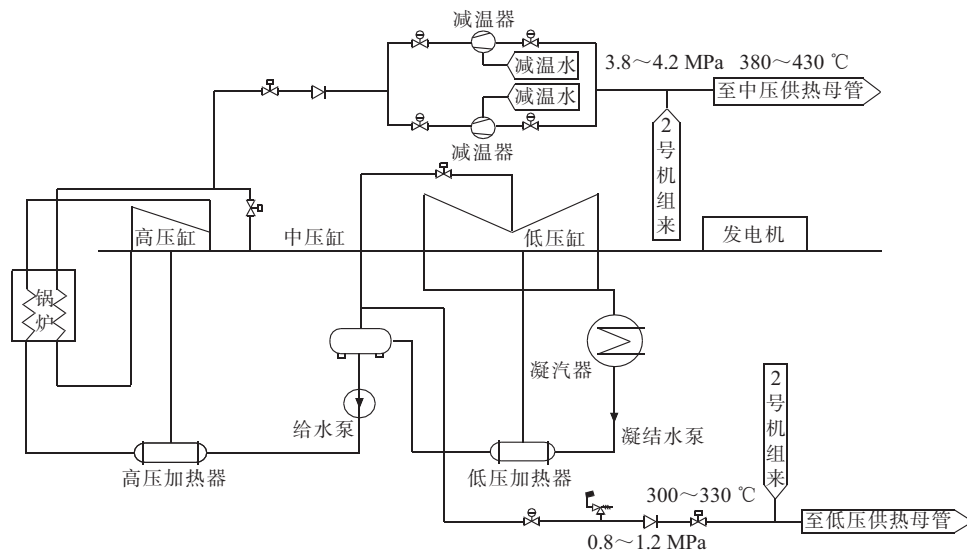 减温器
减温水
3.8～4.2 MPa 380～430 ℃
至中压供热母管
减温水
减温器
2号机组来
高压缸
中压缸
低压缸
发电机
锅炉
凝汽器
给水泵
凝结水泵
2号机组来
高压加热器
低压加热器
300～330 ℃
至低压供热母管
0.8～1.2 MPa